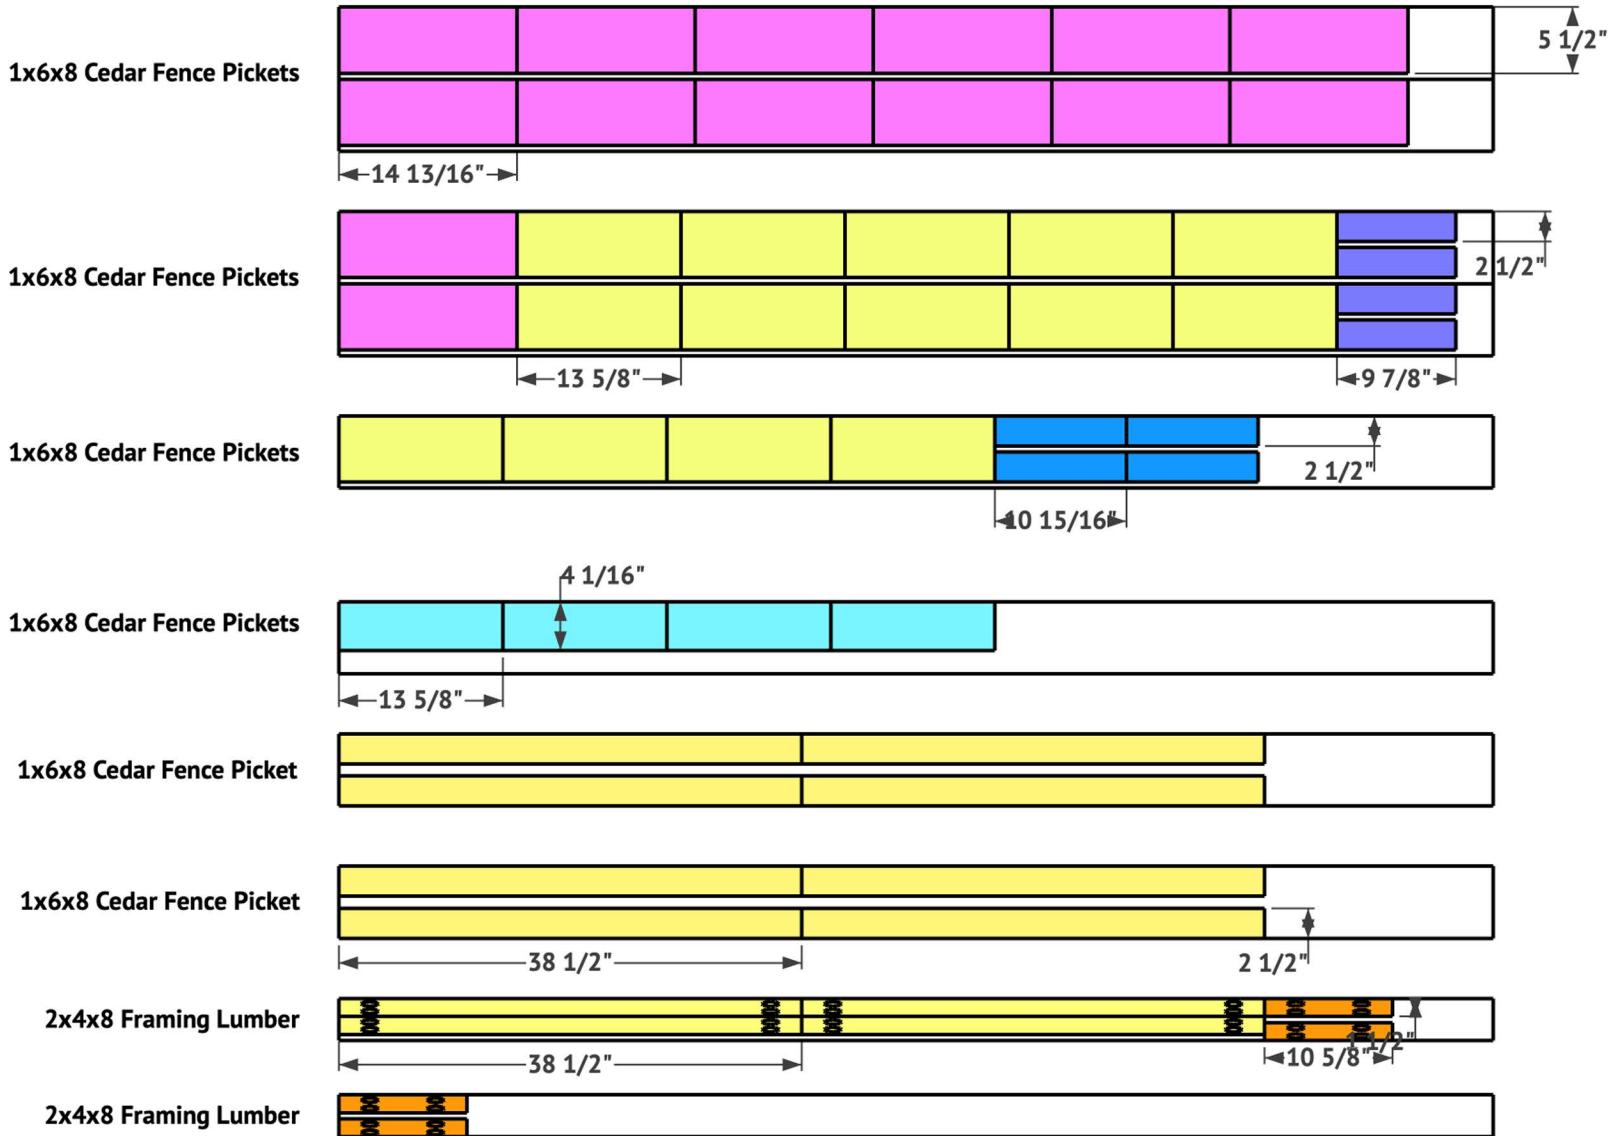 5 1/2"
1x6x8 Cedar Fence Pickets
14 13/16"
1x6x8 Cedar Fence Pickets
2 1/2"
13 5/8"
9 7/8"
1x6x8 Cedar Fence Pickets
2 1/2"
10 15/16"
4 1/16"
1x6x8 Cedar Fence Pickets
13 5/8"
1x6x8 Cedar Fence Picket
1x6x8 Cedar Fence Picket
38 1/2"
2 1/2"
2x4x8 Framing Lumber
1 1/2"
38 1/2"
10 5/8"
2x4x8 Framing Lumber